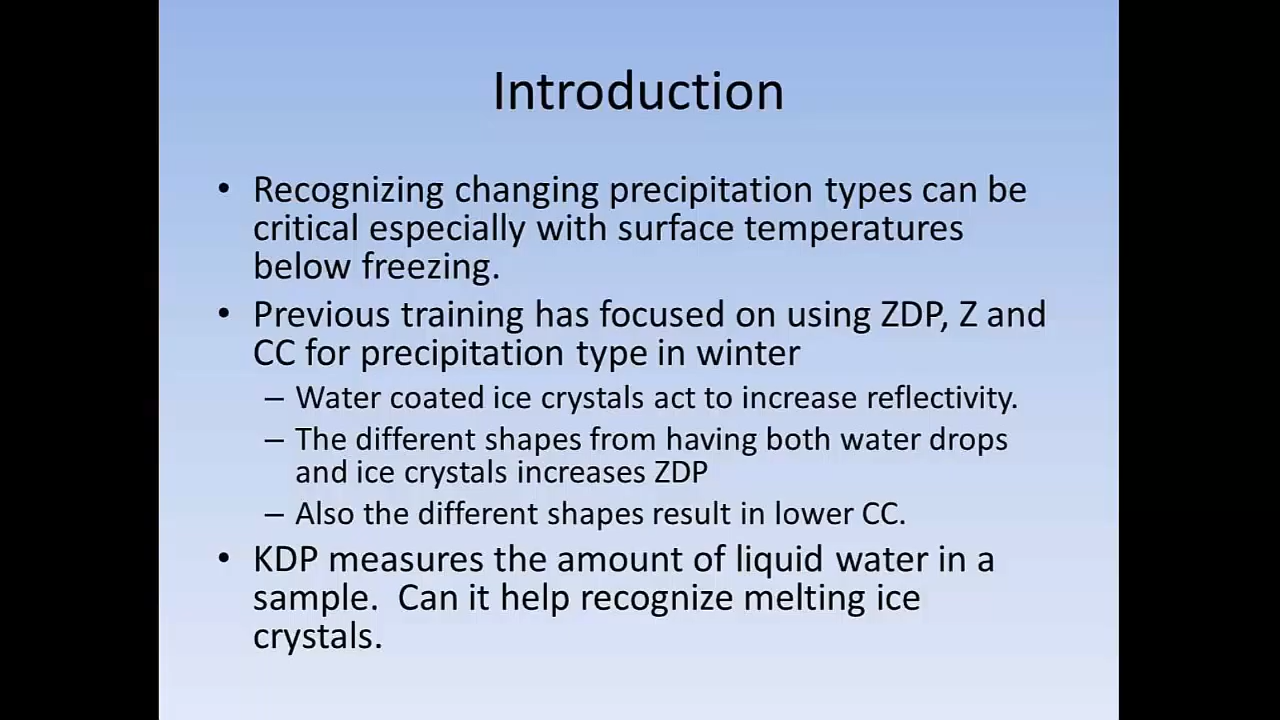 Introduction
• Recognizing changing precipitation types can be
critical especially with surface temperatures
below freezing.
• Previous training has focused on using ZDP, Z and
CC for precipitation type in winter
– Water coated ice crystals act to increase reflectivity.
– The different shapes from having both water drops
and ice crystals increases ZDP
– Also the different shapes result in lower CC.
• KDP measures the amount of liquid water in a
sample.  Can it help recognize melting ice
crystals.